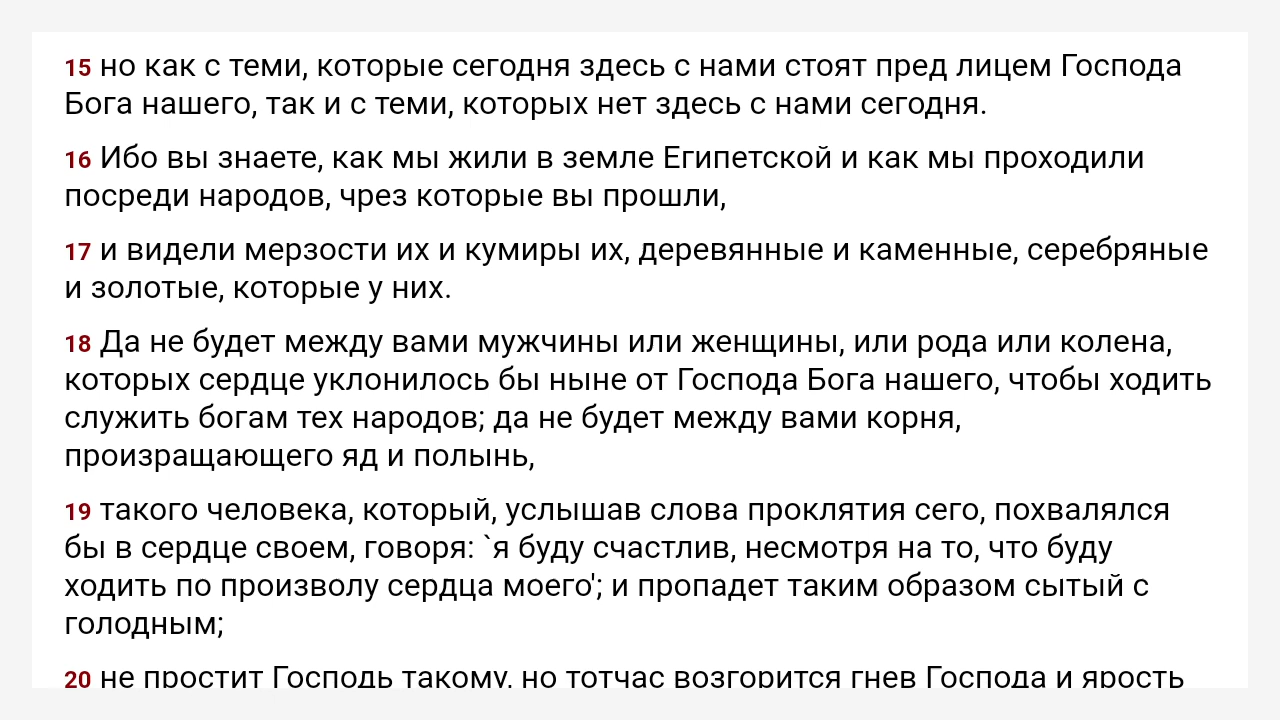 15 но как с теми, которые сегодня здесь с нами стоят пред лицем Господа
Бога нашего, так и с теми, которых нет здесь с нами сегодня.
16 Ибо вы знаете, как мы жили в земле Египетской и как мы проходили
посреди народов, чрез которые вы прошли,
17 и видели мерзости их и кумиры их, деревянные и каменные, серебряные
и золотые, которые у них.
18 Да не будет между вами мужчины или женщины, или рода или колена,
которых сердце уклонилось бы ныне от Господа Бога нашего, чтобы ходить
служить богам тех народов; да не будет между вами корня,
произращающего яд и полынь,
19 такого человека, который, услышав слова проклятия сего, похвалялся
бы в сердце своем, говоря: `я буду счастлив, несмотря на то, что буду
ходить по произволу сердца моего'; и пропадет таким образом сытый с
голодным;
20 не простит Господь такому, но тотчас возгорится гнев Господа и ярость